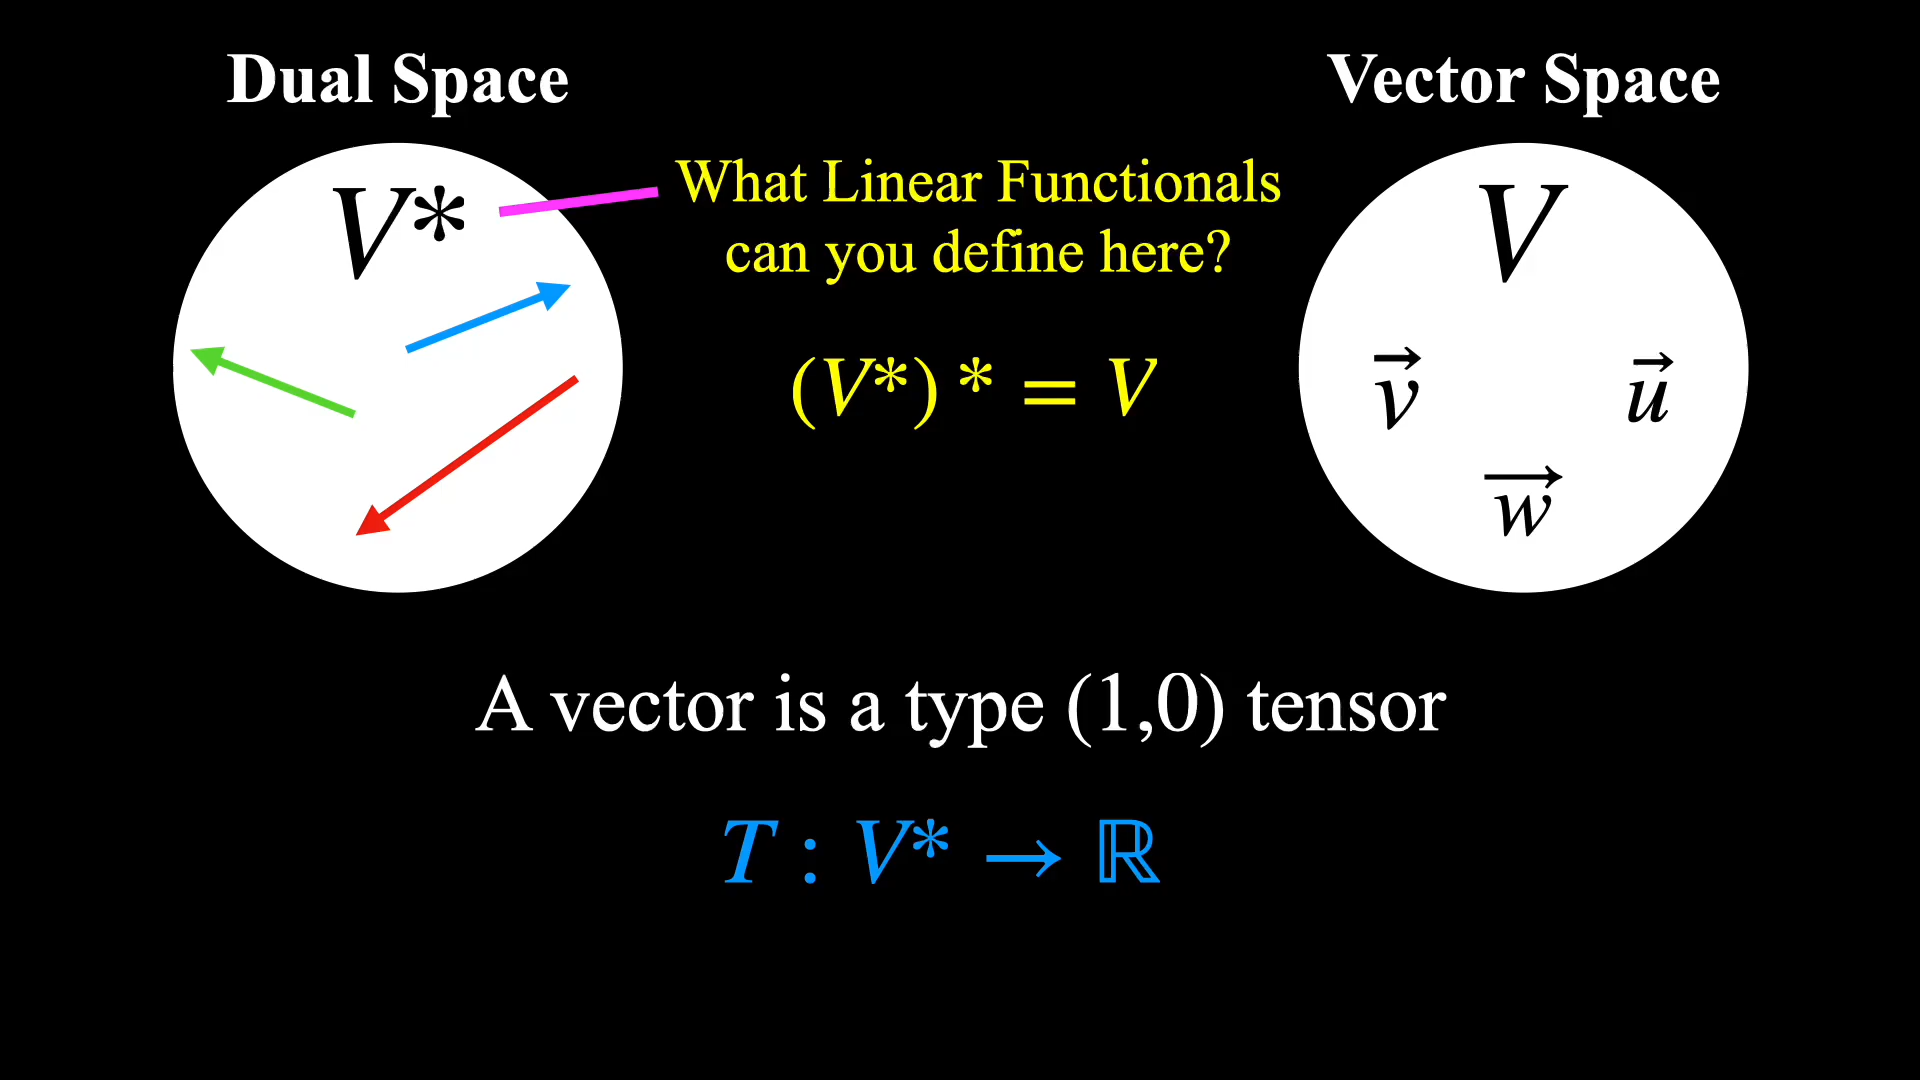 Dual Space
Vector Space
V*
What Linear Functionals
can you define here?
V
(V*)* = V
v⃗
u⃗
w⃗
A vector is a type (1,0) tensor
T : V* → ℝ